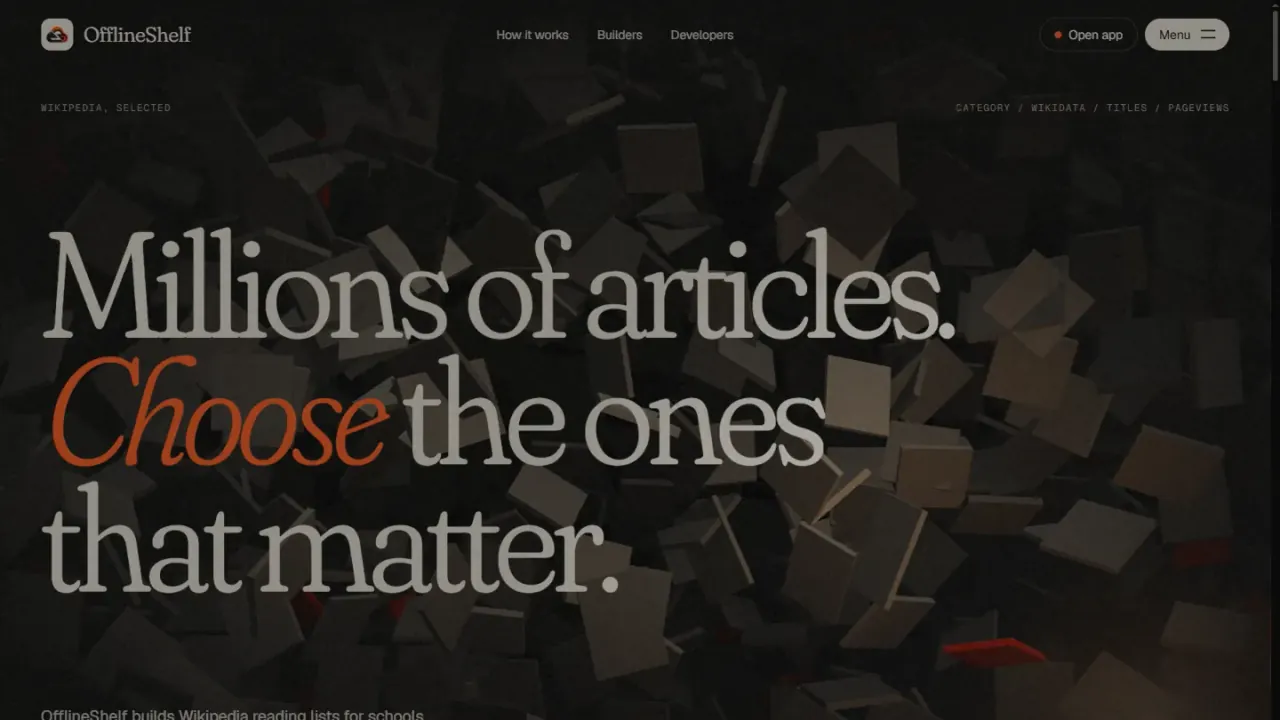 OfflineShelf
How it works
Builders
Developers
Open app
Menu
WIKIPEDIA, SELECTED
CATEGORY / WIKIDATA / TITLES / PAGEVIEWS
Millions of articles.
Choose the ones
that matter.
OfflineShelf builds Wikipedia reading lists for schools